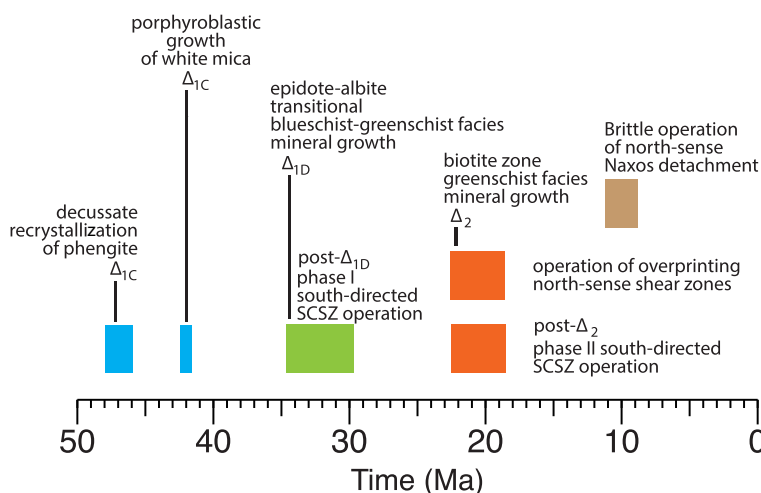 porphyroblastic
growth
of white mica
Δ1C
epidote-albite
transitional
blueschist-greenschist facies
mineral growth
Δ1D
Brittle operation
of north-sense
Naxos detachment
biotite zone
greenschist facies
mineral growth
Δ2
decussate
recrystallization
of phengite
Δ1C
post-Δ1D
phase I
south-directed
SCSZ operation
operation of overprinting
north-sense shear zones
post-Δ2
phase II south-directed
SCSZ operation
50 40 30 20 10 0
Time (Ma)